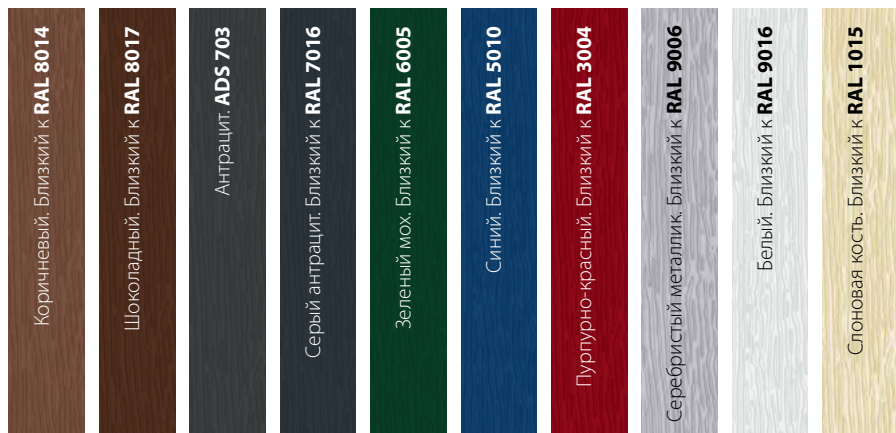 Коричневый. Близкий к RAL 8014
Шоколадный. Близкий к RAL 8017
Антрацит. ADS 703
Серый антрацит. Близкий к RAL 7016
Зеленый мох. Близкий к RAL 6005
Синий. Близкий к RAL 5010
Пурпурно-красный. Близкий к RAL 3004
Серебристый металлик. Близкий к RAL 9006
Белый. Близкий к RAL 9016
Слоновая кость. Близкий к RAL 1015